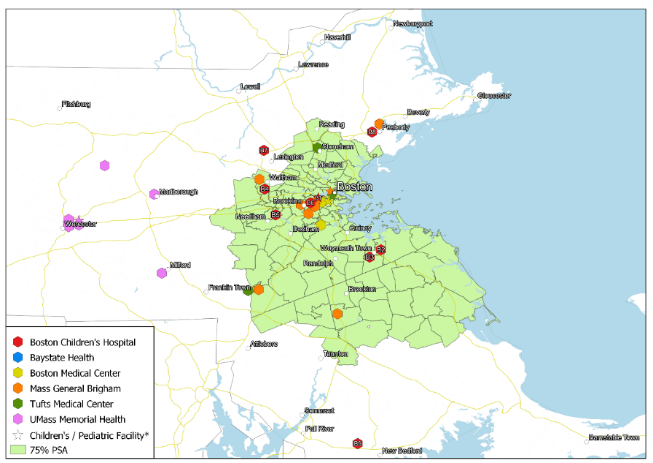 Newburyport
Haverhill
Lawrence
Lowell
Gloucester
Fitchburg
Beverly
Peabody
Reading
Stoneham
Lexington
Medford
Waltham
Marlborough
Boston
Brookline
Worcester
Needham
Dedham
Quincy
Weymouth Town
Randolph
Milford
Franklin Town
Brockton
Attleboro
Taunton
Somerset
Fall River
New Bedford
Barnstable Town
Boston Children's Hospital
Baystate Health
Boston Medical Center
Mass General Brigham
Tufts Medical Center
UMass Memorial Health
Children's / Pediatric Facility*
75% PSA